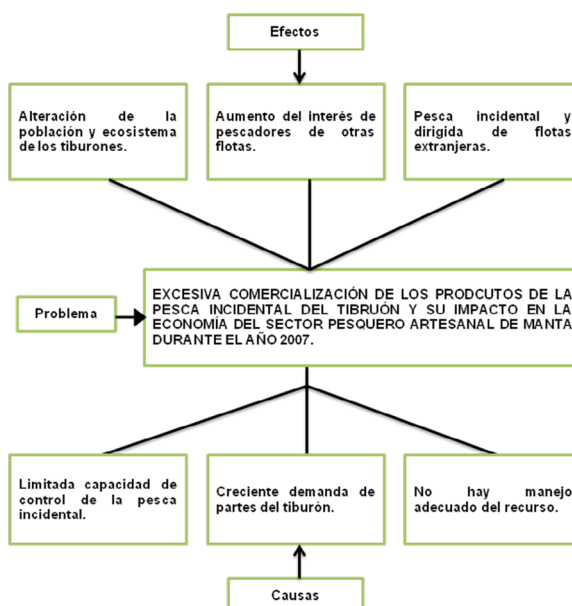 Efectos
Alteración de la
población y ecosistema
de los tiburones.
Aumento del interés de
pescadores de otras
flotas.
Pesca incidental y
dirigida de flotas
extranjeras.
Problema
EXCESIVA COMERCIALIZACIÓN DE LOS PRODCUTOS DE LA
PESCA INCIDENTAL DEL TIBRUÓN Y SU IMPACTO EN LA
ECONOMÍA DEL SECTOR PESQUERO ARTESANAL DE MANTA
DURANTE EL AÑO 2007.
Limitada capacidad de
control de la pesca
incidental.
Creciente demanda de
partes del tiburón.
No hay manejo
adecuado del recurso.
Causas